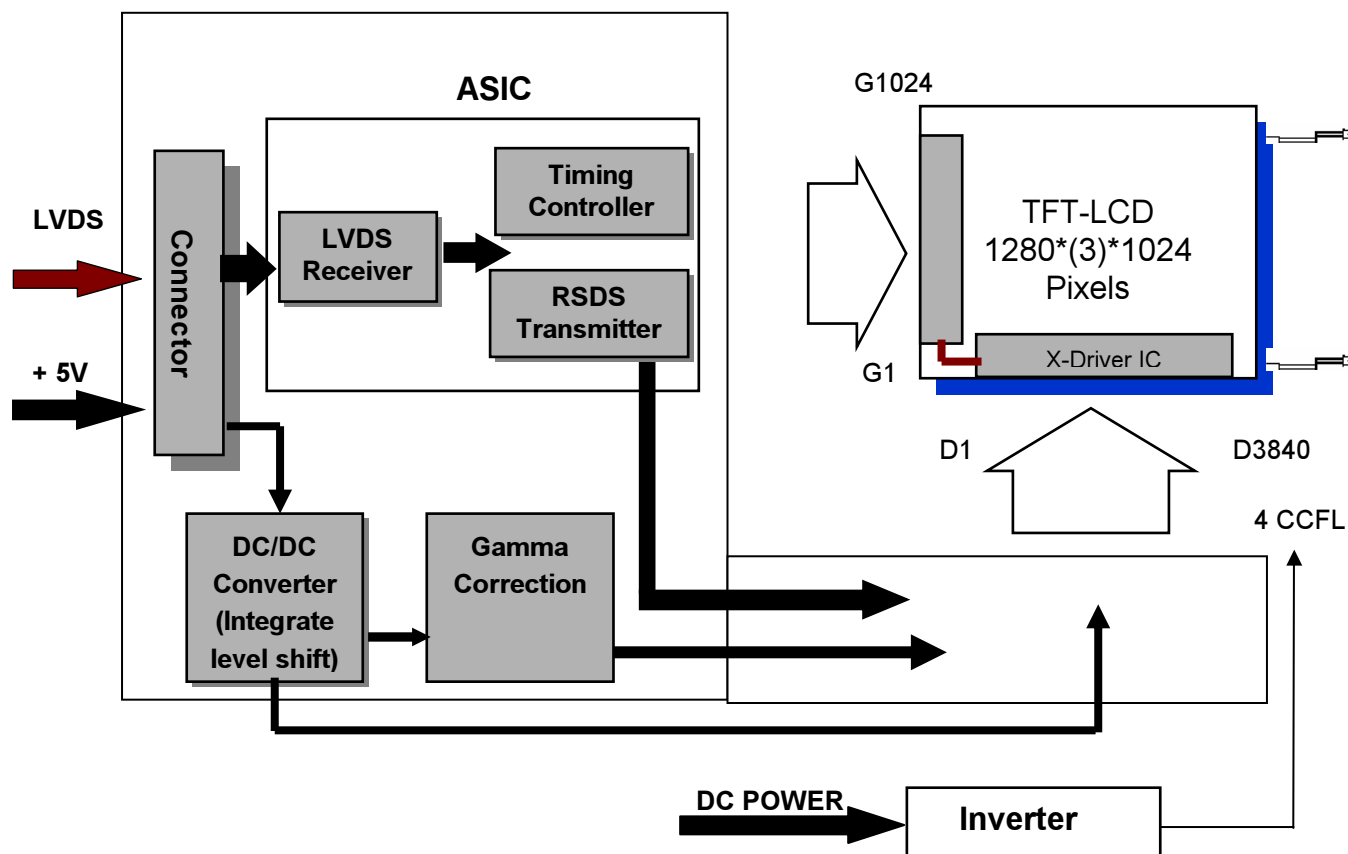 ASIC
LVDS
+ 5V
Connector
LVDS
Receiver
Timing
Controller
RSDS
Transmitter
DC/DC
Converter
(Integrate
level shift)
Gamma
Correction
G1024
G1
TFT-LCD
1280*(3)*1024
Pixels
X-Driver IC
D1
D3840
4 CCFL
DC POWER
Inverter